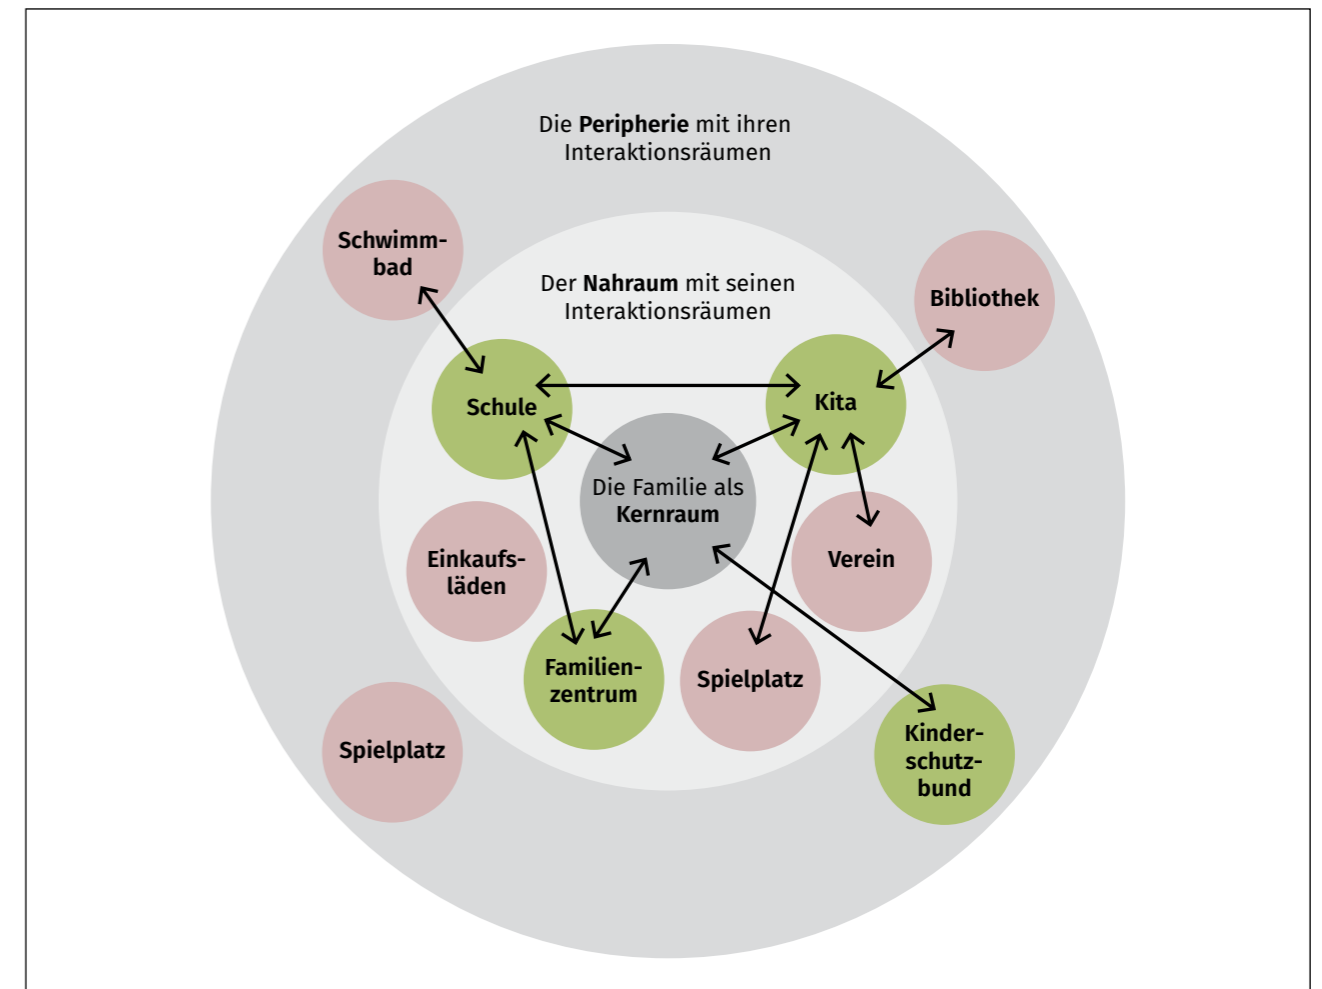 Die Peripherie mit ihren
Interaktionsräumen
Schwimm-
bad
Bibliothek
Der Nahraum mit seinen
Interaktionsräumen
Schule
Kita
Die Familie als
Kernraum
Einkaufs-
läden
Verein
Familien-
zentrum
Spielplatz
Spielplatz
Kinder-
schutz-
bund